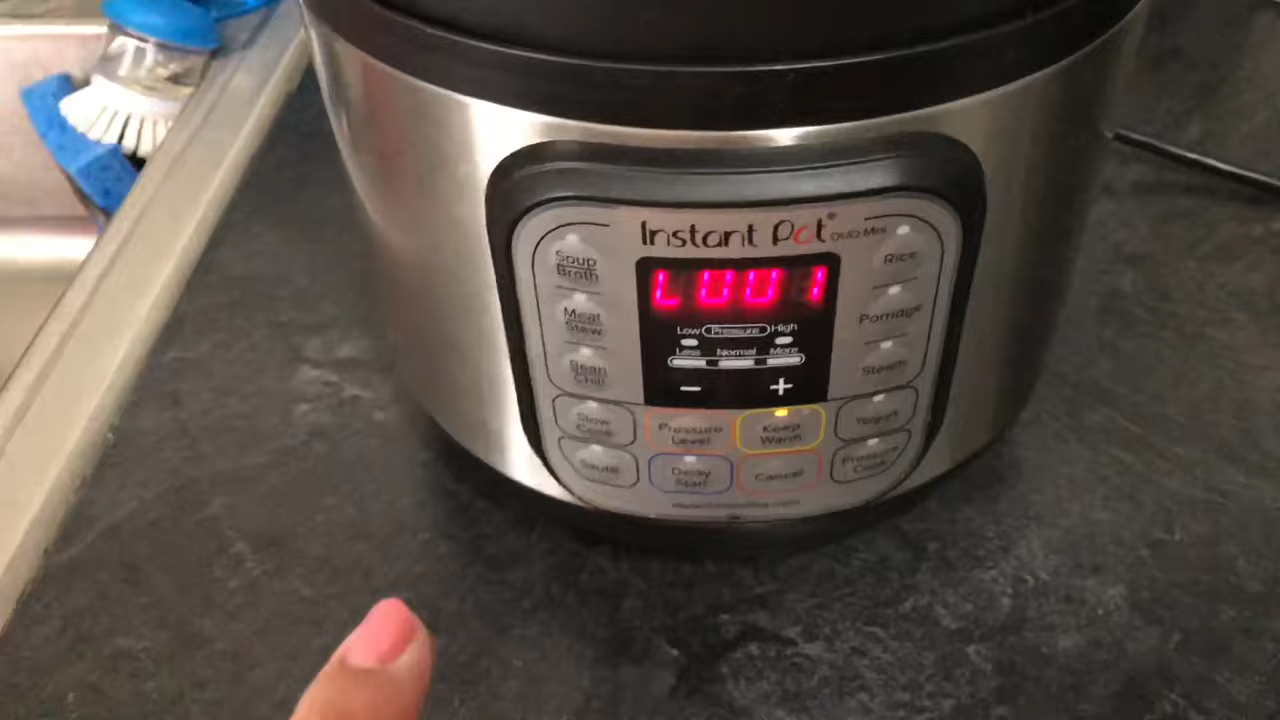 Instant Pot® DUO Mini
L001
Soup
Broth
Meat
Stew
Bean
Chili
Slow
Cook
Sauté
Low Pressure High
Less Normal More
− +
Pressure
Level
Keep
Warm
Delay
Start
Cancel
Rice
Porridge
Steam
Yogurt
Pressure
Cook